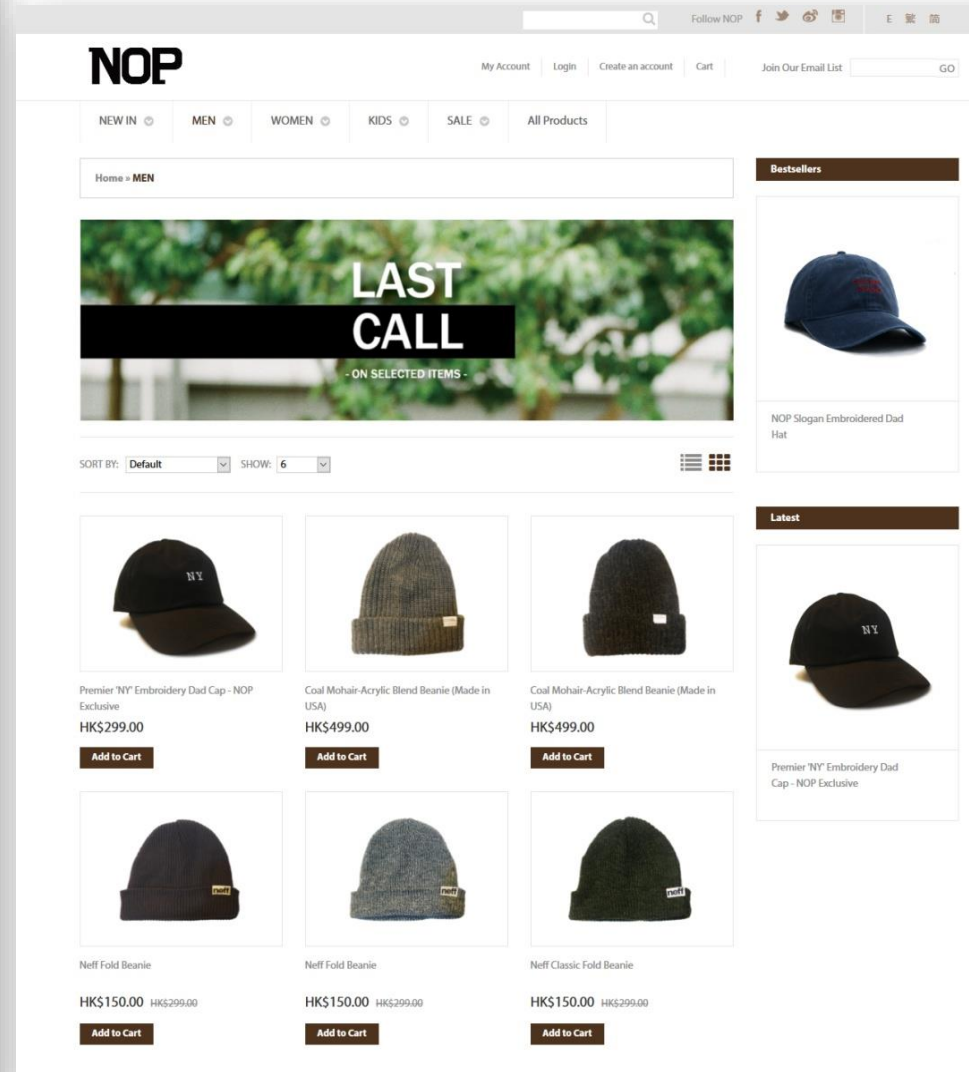 Follow NOP
E 繁 简
NOP
My Account Login Create an account Cart
Join Our Email List GO
NEW IN MEN WOMEN KIDS SALE All Products
Home » MEN
LAST
CALL
- ON SELECTED ITEMS -
SORT BY: Default SHOW: 6
NY
Premier 'NY' Embroidery Dad Cap - NOP
Exclusive
HK$299.00
Add to Cart
Coal Mohair-Acrylic Blend Beanie (Made in
USA)
HK$499.00
Add to Cart
Coal Mohair-Acrylic Blend Beanie (Made in
USA)
HK$499.00
Add to Cart
neff
Neff Fold Beanie
HK$150.00 HK$299.00
Add to Cart
neff
Neff Fold Beanie
HK$150.00 HK$299.00
Add to Cart
neff
Neff Classic Fold Beanie
HK$150.00 HK$299.00
Add to Cart
Bestsellers
NOP Slogan Embroidered Dad
Hat
Latest
NY
Premier 'NY' Embroidery Dad
Cap - NOP Exclusive